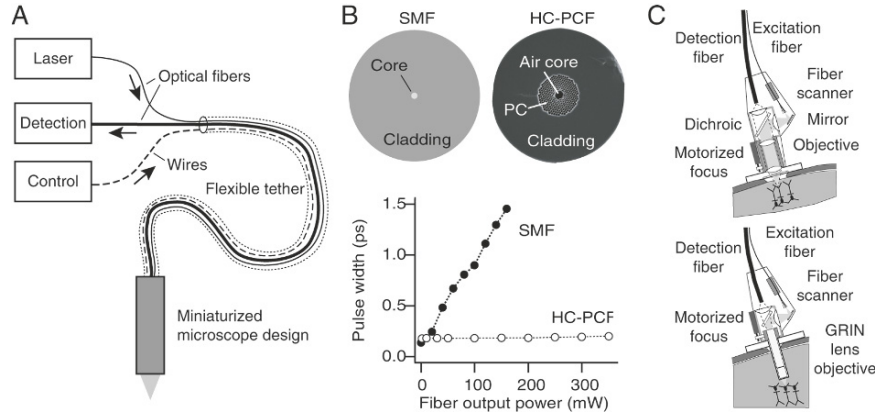 A
Laser
Optical fibers
Detection
Wires
Control
Flexible tether
Miniaturized
microscope design
B
SMF
HC-PCF
Core
Cladding
Air core
PC
Cladding
Pulse width (ps)
1.5
1.0
0.5
0.0
SMF
HC-PCF
0
100
200
300
Fiber output power (mW)
C
Detection
fiber
Excitation
fiber
Fiber
scanner
Dichroic
Mirror
Motorized
focus
Objective
Detection
fiber
Excitation
fiber
Fiber
scanner
Motorized
focus
GRIN
lens
objective